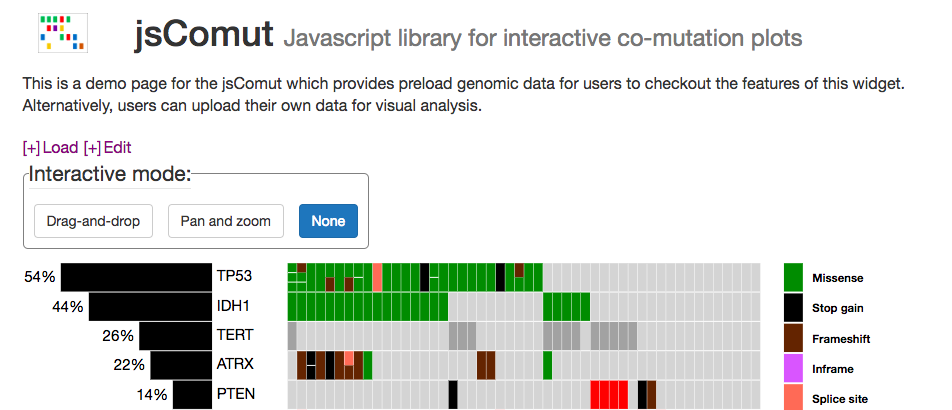 jsComut Javascript library for interactive co-mutation plots
This is a demo page for the jsComut which provides preload genomic data for users to checkout the features of this widget.
Alternatively, users can upload their own data for visual analysis.
[+]Load [+]Edit
Interactive mode:
Drag-and-drop Pan and zoom None
54% TP53 Missense
44% IDH1 Stop gain
26% TERT Frameshift
22% ATRX Inframe
14% PTEN Splice site